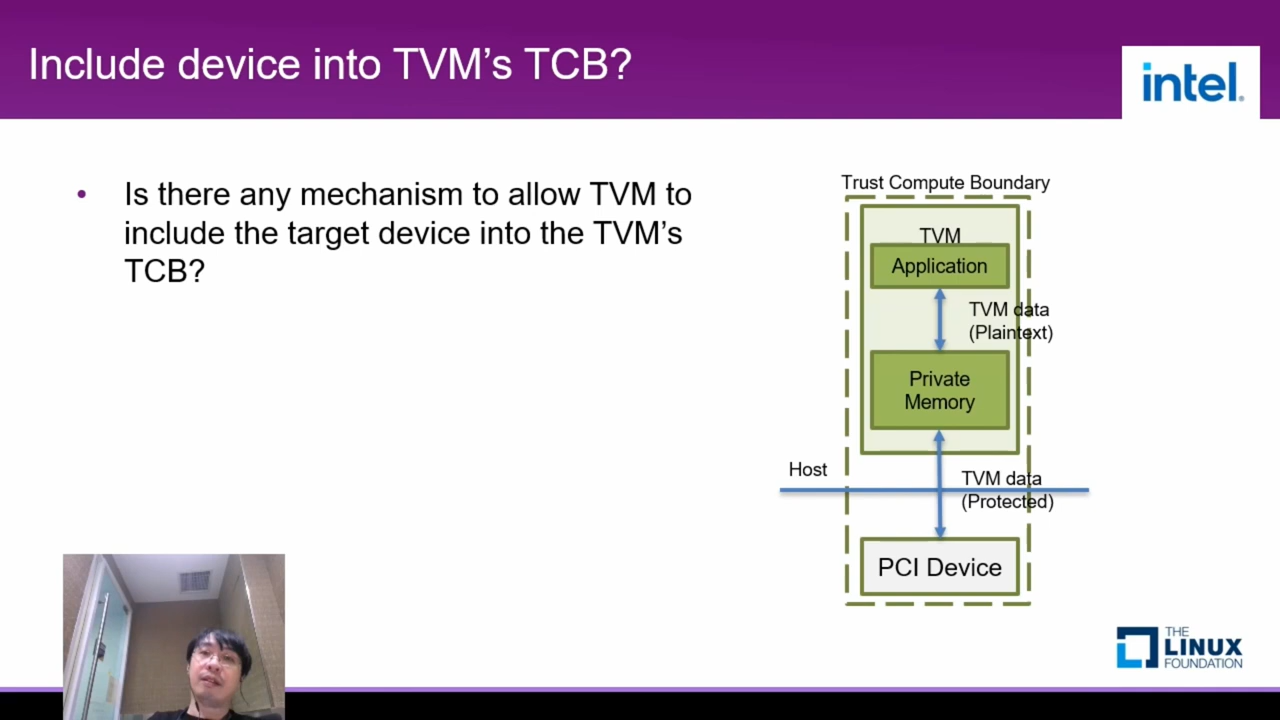 Include device into TVM's TCB?
intel.
• Is there any mechanism to allow TVM to
include the target device into the TVM's
TCB?
Trust Compute Boundary
TVM
Application
TVM data
(Plaintext)
Private
Memory
Host
TVM data
(Protected)
PCI Device
THE
LINUX
FOUNDATION